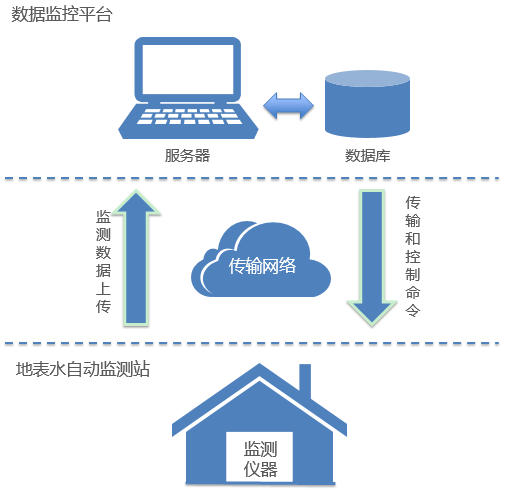 数据监控平台
服务器
数据库
监测数据上传
传输网络
传输和控制命令
地表水自动监测站
监测
仪器